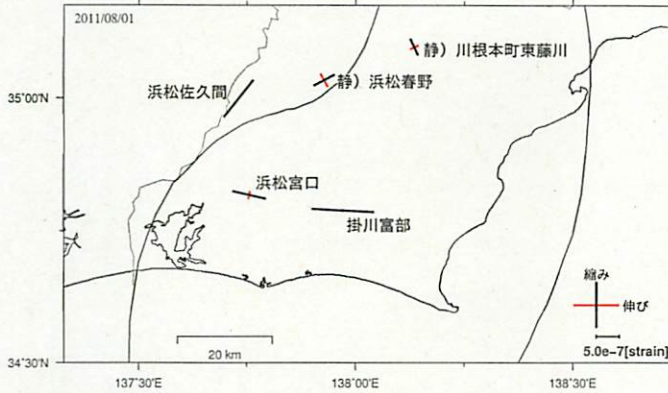 2011/08/01
静）川根本町東藤川
静）浜松春野
浜松佐久間
35°00'N
浜松宮口
掛川富部
縮み
伸び
5.0e-7[strain]
20 km
34°30'N
137°30'E
138°00'E
138°30'E